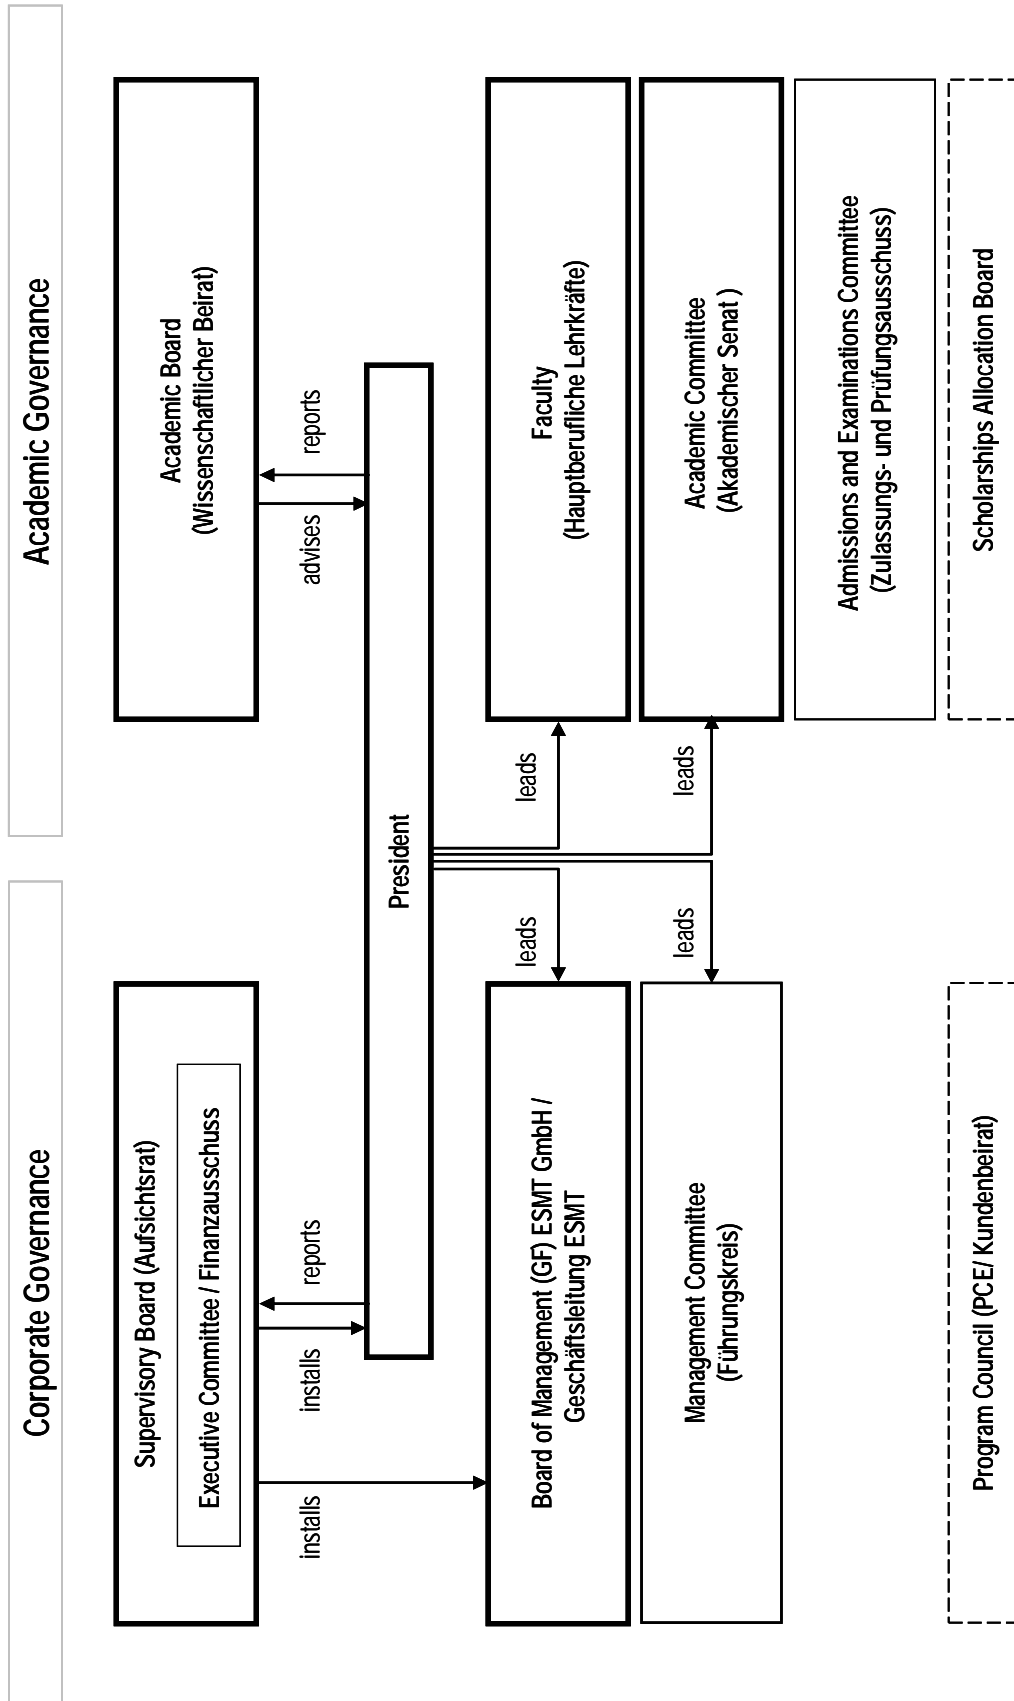 Corporate Governance
Academic Governance
Supervisory Board (Aufsichtsrat)
Executive Committee / Finanzausschuss
Academic Board
(Wissenschaftlicher Beirat)
installs
installs
reports
advises
reports
President
leads
leads
Board of Management (GF) ESMT GmbH /
Geschäftsleitung ESMT
Faculty
(Hauptberufliche Lehrkräfte)
leads
leads
Management Committee
(Führungskreis)
Academic Committee
(Akademischer Senat )
Admissions and Examinations Committee
(Zulassungs- und Prüfungsausschuss)
Program Council (PCE/ Kundenbeirat)
Scholarships Allocation Board